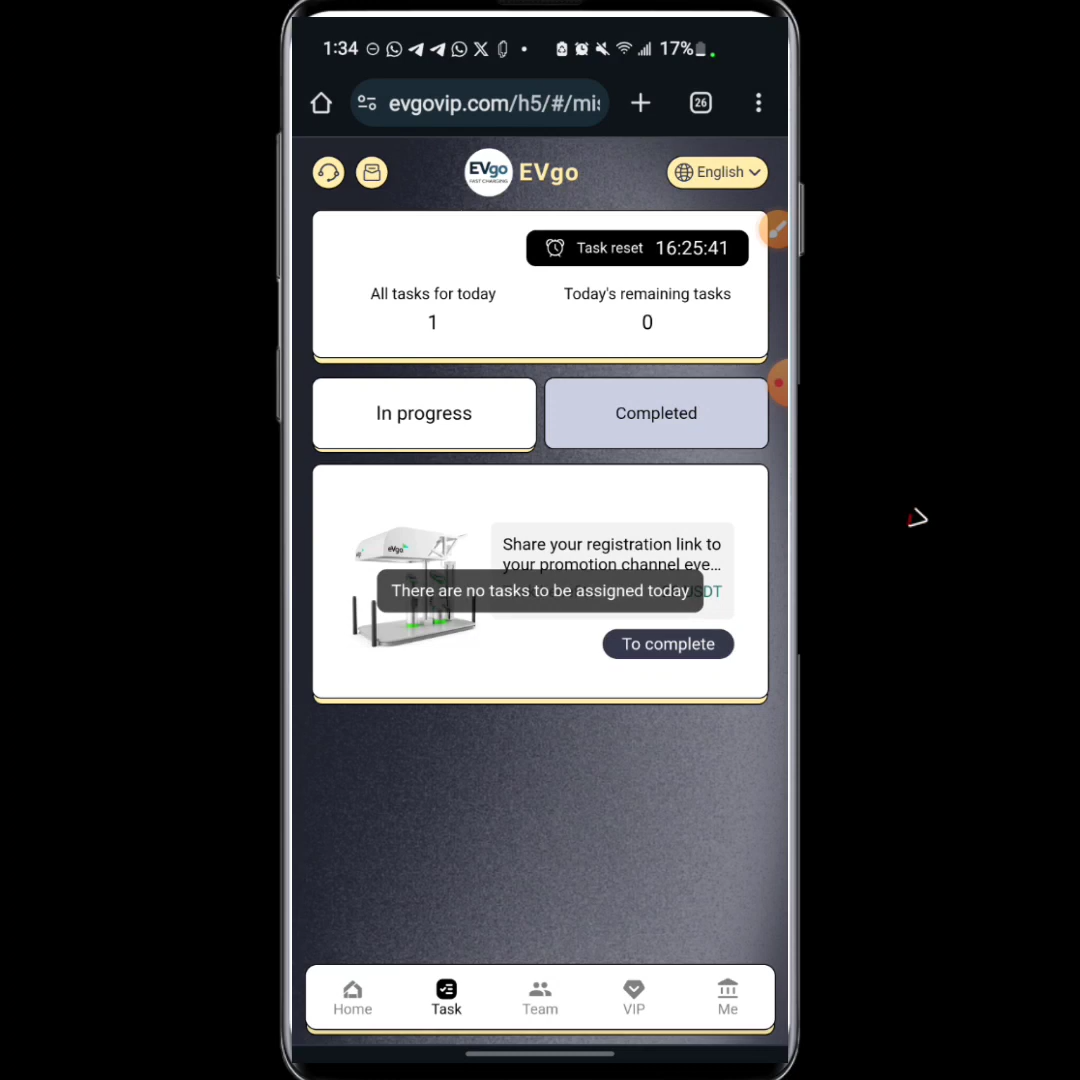 1:34
17%
evgovip.com/h5/#/mis
26
EVgo
FAST CHARGING
EVgo
English
Task reset 16:25:41
All tasks for today
1
Today's remaining tasks
0
In progress
Completed
eVgo
Share your registration link to
your promotion channel eve...
There are no tasks to be assigned today
USDT
To complete
Home
Task
Team
VIP
Me